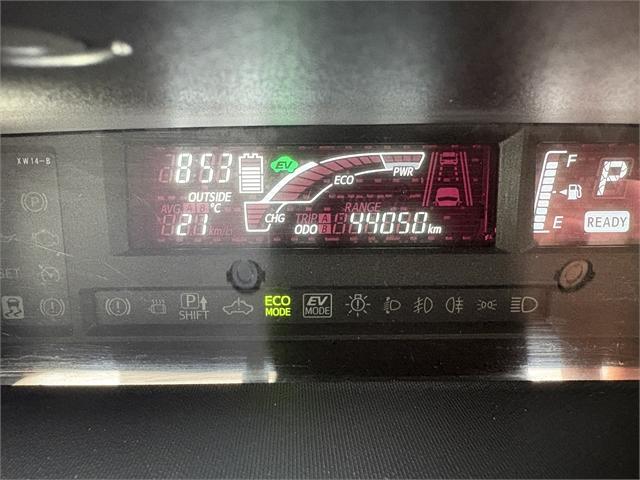 XW14-B
8:53
EV
ECO
PWR
F
P
OUTSIDE
AVG A B °C
21 km/L
CHG
TRIP A
RANGE
ODO B 44050 km
E
READY
SET
P
SHIFT
ECO
MODE
EV
MODE